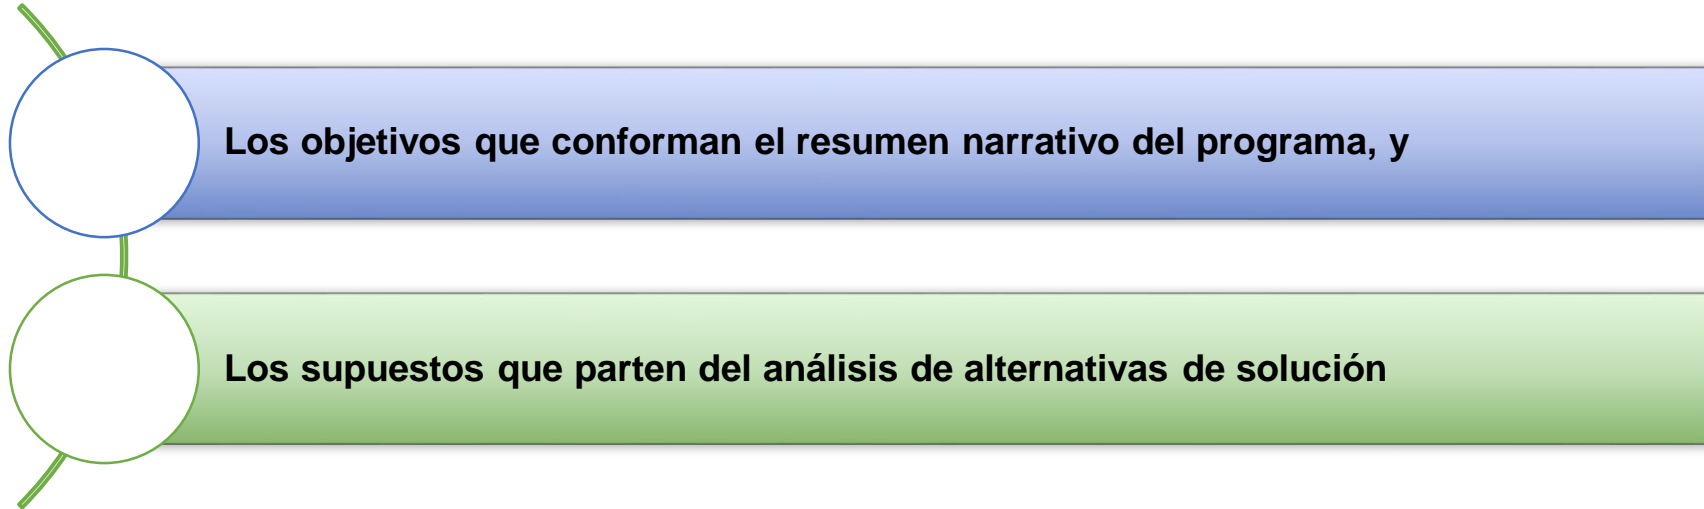 Los objetivos que conforman el resumen narrativo del programa, y
Los supuestos que parten del análisis de alternativas de solución